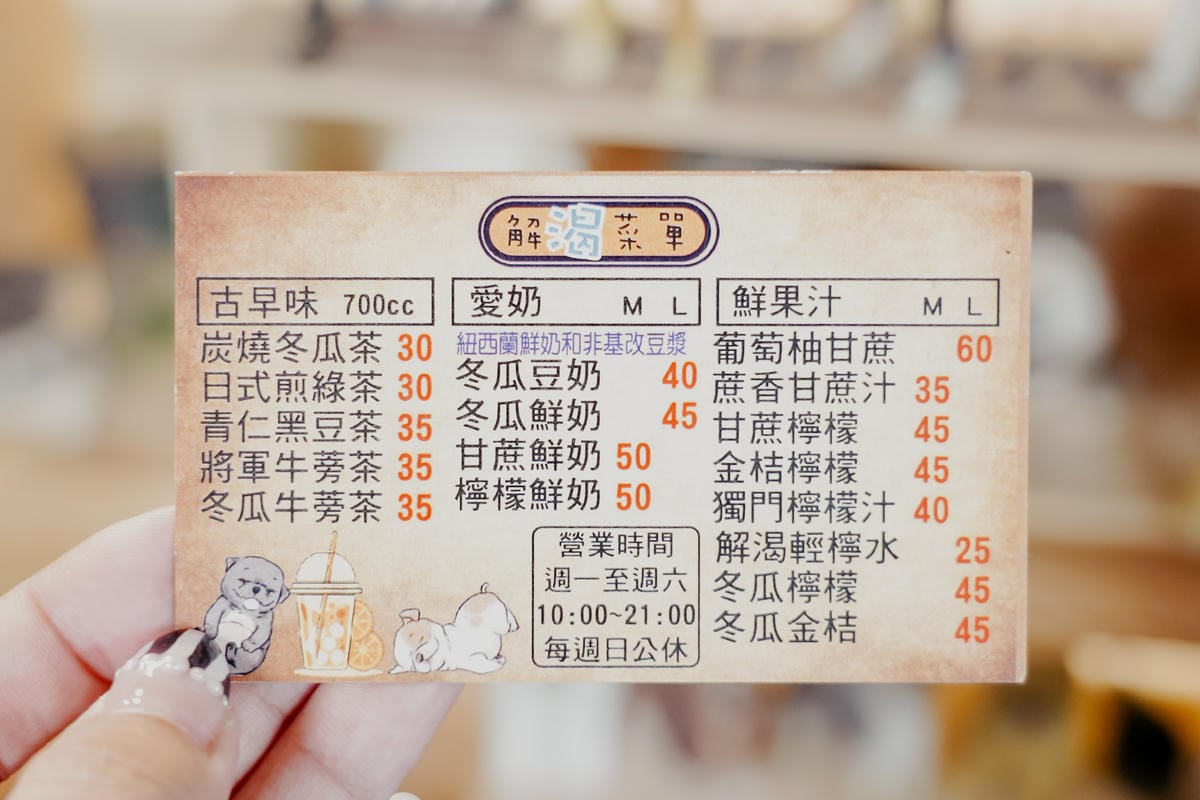 解渴菜單
古早味 700cc
炭燒冬瓜茶 30
日式煎綠茶 30
青仁黑豆茶 35
將軍牛蒡茶 35
冬瓜牛蒡茶 35
愛奶 M L
紐西蘭鮮奶和非基改豆漿
冬瓜豆奶 40
冬瓜鮮奶 45
甘蔗鮮奶 50
檸檬鮮奶 50
營業時間
週一至週六
10:00~21:00
每週日公休
鮮果汁 M L
葡萄柚甘蔗 60
蔗香甘蔗汁 35
甘蔗檸檬 45
金桔檸檬 45
獨門檸檬汁 40
解渴輕檸水 25
冬瓜檸檬 45
冬瓜金桔 45